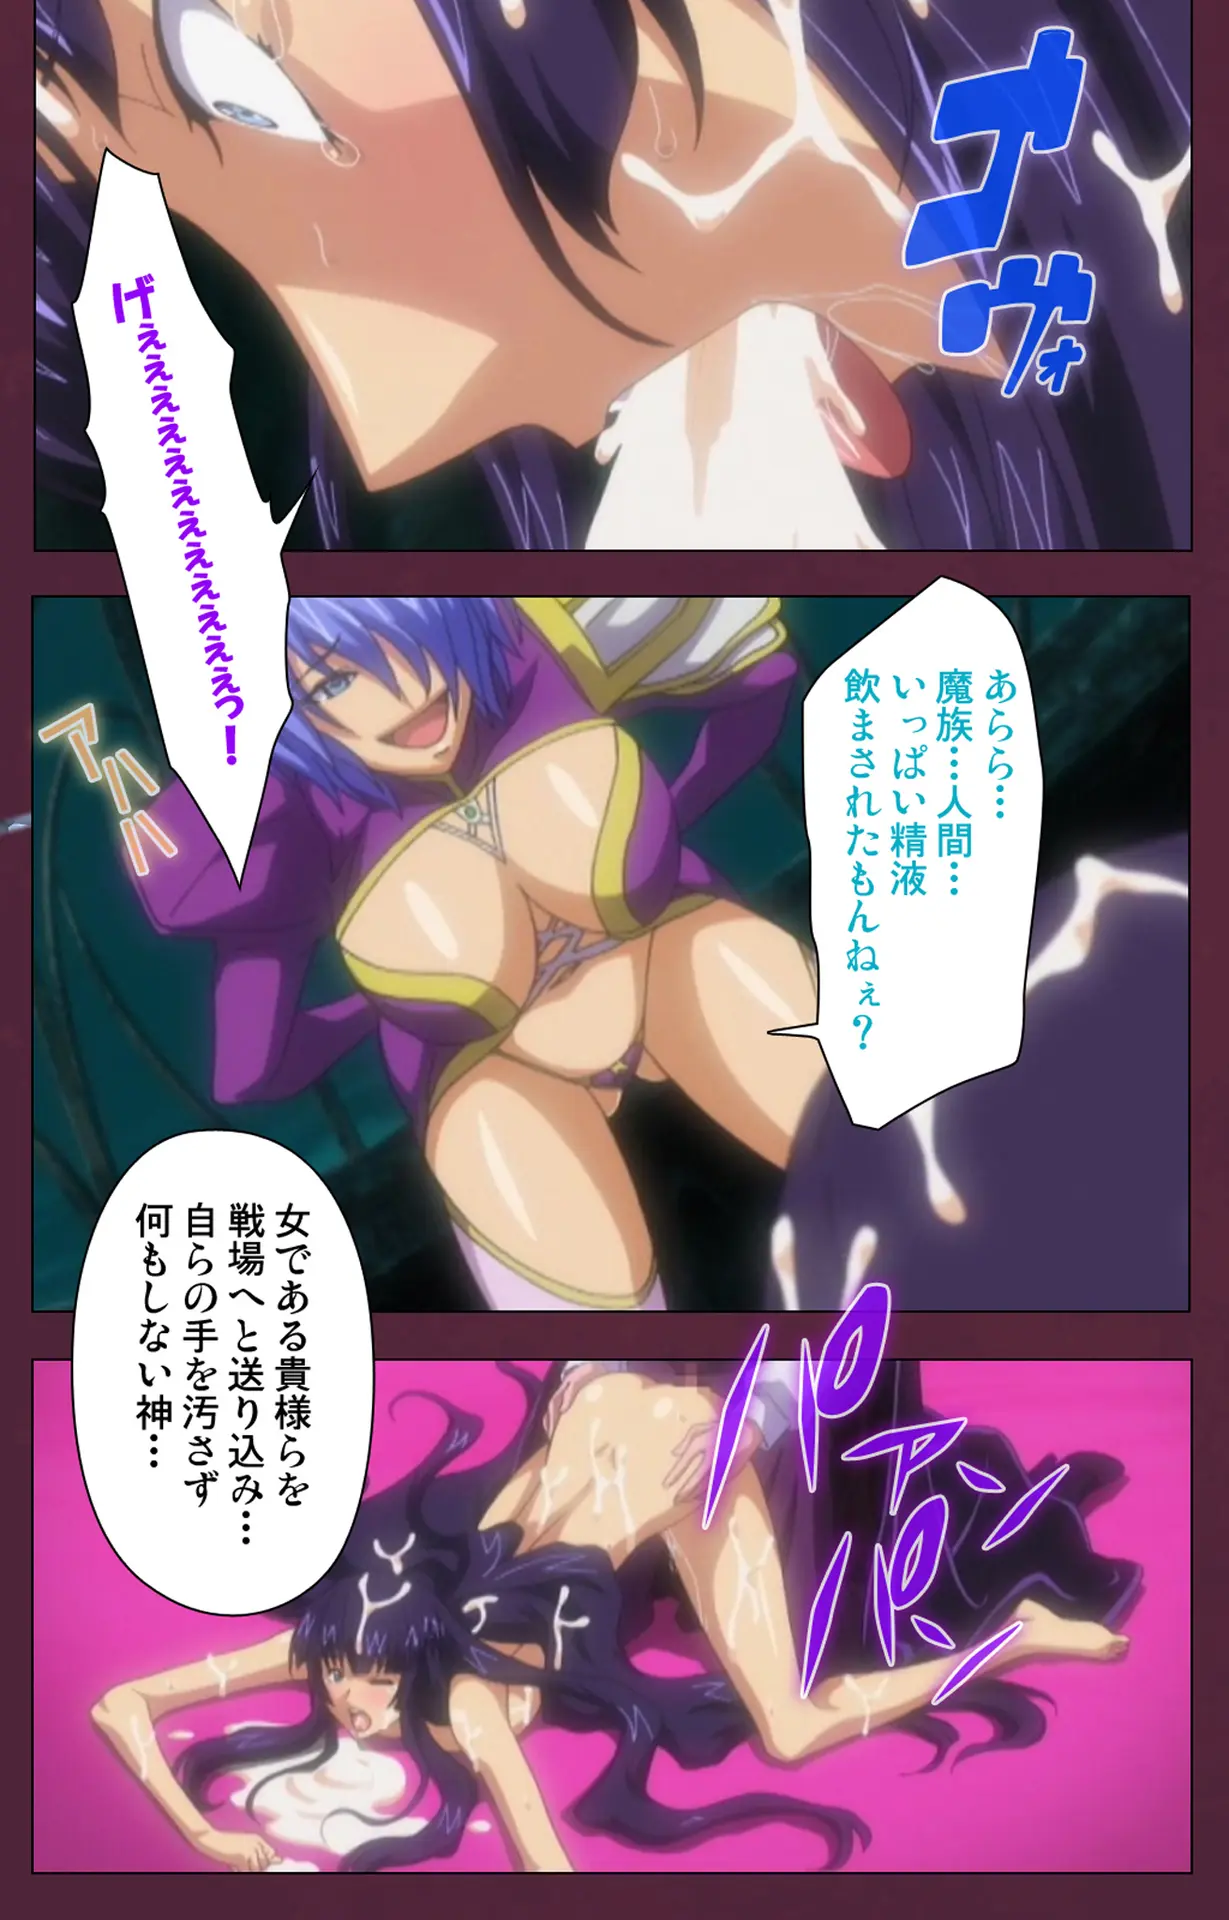 ゴヴォ
げぇぇぇぇぇぇぇぇぇぇぇぇぇっ！
あらら…
魔族…人間…
いっぱい精液
飲まされたもんねぇ？
アハハハ
女である貴様らを
戦場へと送り込み…
自らの手を汚さず
何もしない神…
パァン
パン